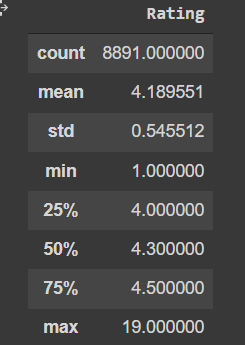 Rating
count 8891.000000
mean 4.189551
std 0.545512
min 1.000000
25% 4.000000
50% 4.300000
75% 4.500000
max 19.000000